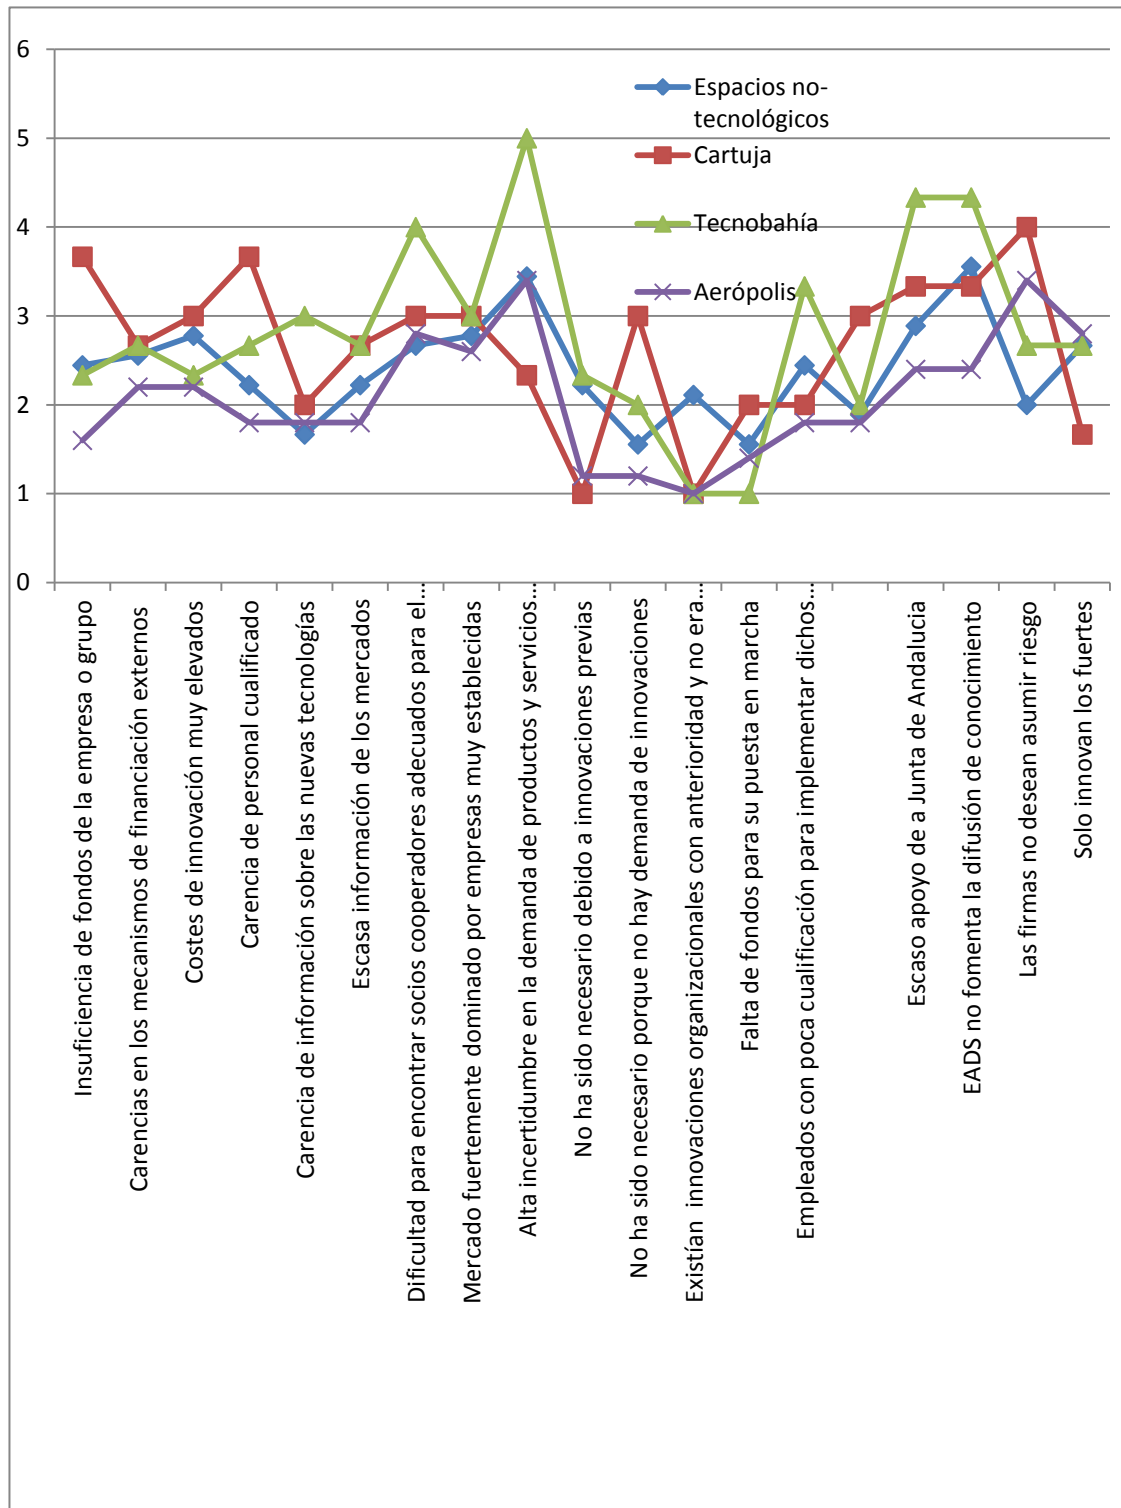 6
5
4
3
2
1
0
Espacios no-
tecnológicos
Cartuja
Tecnobahía
Aerópolis
Insuficiencia de fondos de la empresa o grupo
Carencias en los mecanismos de financiación externos
Costes de innovación muy elevados
Carencia de personal cualificado
Carencia de información sobre las nuevas tecnologías
Escasa información de los mercados
Dificultad para encontrar socios cooperadores adecuados para el...
Mercado fuertemente dominado por empresas muy establecidas
Alta incertidumbre en la demanda de productos y servicios...
No ha sido necesario debido a innovaciones previas
No ha sido necesario porque no hay demanda de innovaciones
Existían innovaciones organizacionales con anterioridad y no era...
Falta de fondos para su puesta en marcha
Empleados con poca cualificación para implementar dichos...
Escaso apoyo de a Junta de Andalucia
EADS no fomenta la difusión de conocimiento
Las firmas no desean asumir riesgo
Solo innovan los fuertes